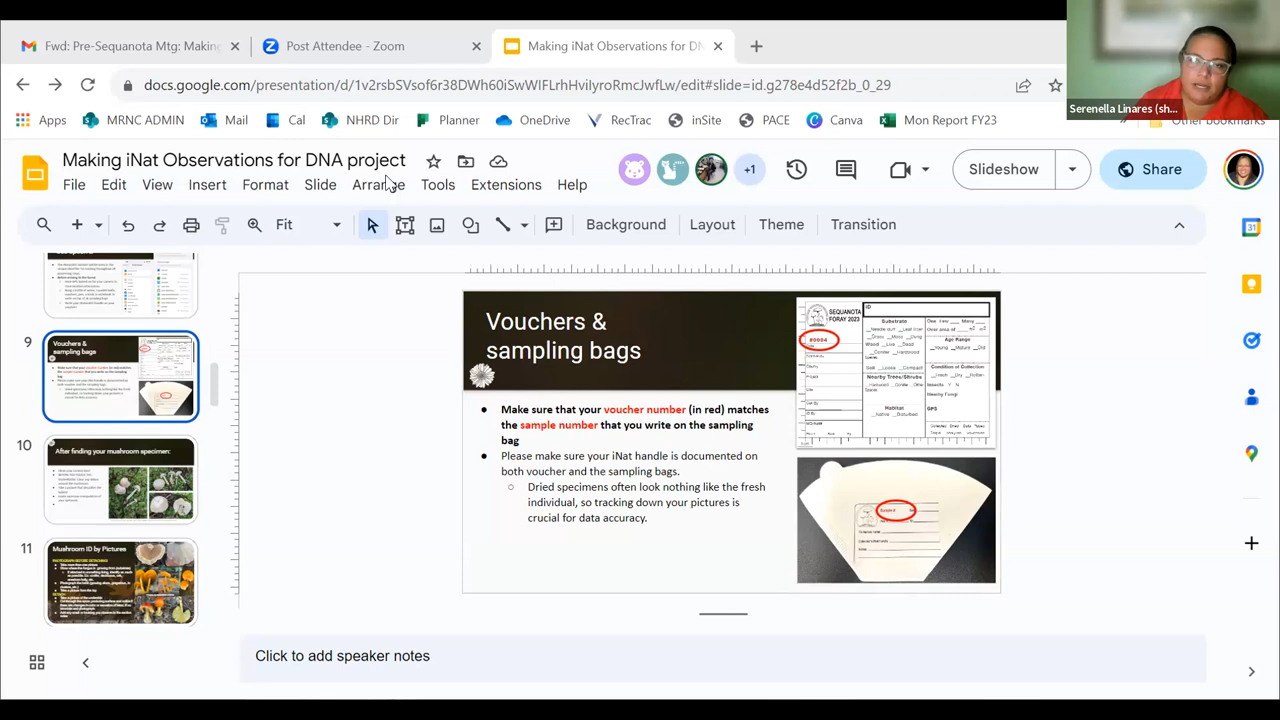 Fwd: Pre-Sequanota Mtg: Making
Post Attendee - Zoom
Making iNat Observations for DN
docs.google.com/presentation/d/1v2rsbSVsof6r38DWh60iSwWIFLrhHviIyroRmcJwfLw/edit#slide=id.g278e4d52f2b_0_29
Serenella Linares (sh...
Apps
MRNC ADMIN
Mail
Cal
OneDrive
RecTrac
inSite
PACE
Canva
Mon Report FY23
Other bookmarks
Making iNat Observations for DNA project
+1
Slideshow
Share
File Edit View Insert Format Slide Arrange Tools Extensions Help
Fit
Background Layout Theme Transition
31
9
Vouchers &
sampling bags
10
After finding your mushroom specimen:
11
Mushroom ID by Pictures
Vouchers &
sampling bags
Make sure that your voucher number (in red) matches
the sample number that you write on the sampling
bag
Please make sure your iNat handle is documented on
both voucher and the sampling bags.
Dried specimens often look nothing like the fresh
individual, so tracking down your pictures is
crucial for data accuracy.
SEQUANOTA
FORAY 2023
#0004
ID
Substrate
Age Range
Condition of Collection
Nearby Trees/Shrubs
Nearby Fungi
Habitat
GPS
Click to add speaker notes